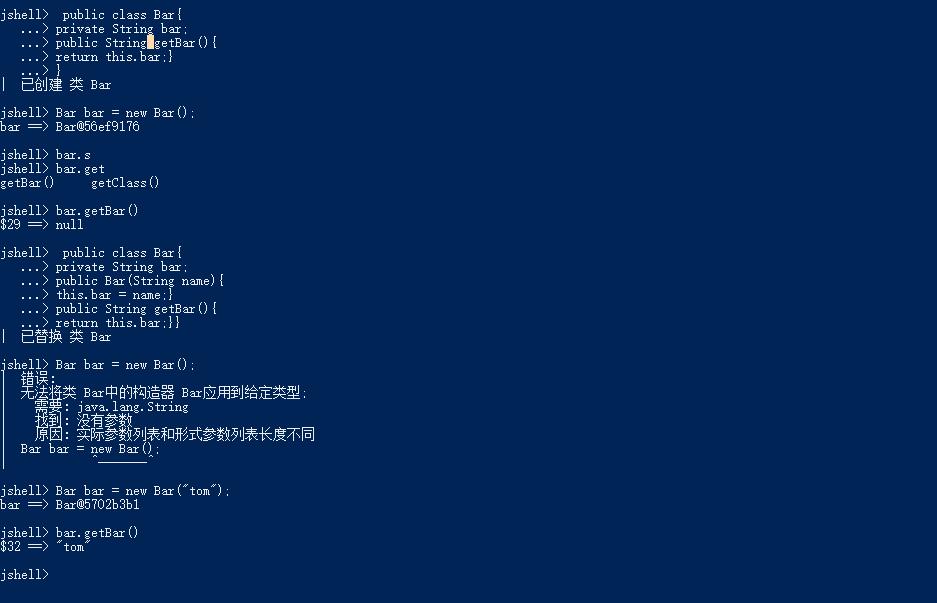 jshell>  public class Bar{
   ...> private String bar;
   ...> public String getBar(){
   ...> return this.bar;}
   ...> }
|  已创建 类 Bar

jshell> Bar bar = new Bar();
bar ==> Bar@56ef9176

jshell> bar.s
jshell> bar.get
getBar()     getClass()

jshell> bar.getBar()
$29 ==> null

jshell>  public class Bar{
   ...> private String bar;
   ...> public Bar(String name){
   ...> this.bar = name;}
   ...> public String getBar(){
   ...> return this.bar;}}
|  已替换 类 Bar

jshell> Bar bar = new Bar();
|  错误:
|  无法将类 Bar中的构造器 Bar应用到给定类型;
|    需要: java.lang.String
|    找到: 没有参数
|    原因: 实际参数列表和形式参数列表长度不同
|  Bar bar = new Bar();
|            ^-------^

jshell> Bar bar = new Bar("tom");
bar ==> Bar@5702b3b1

jshell> bar.getBar()
$32 ==> "tom"

jshell>